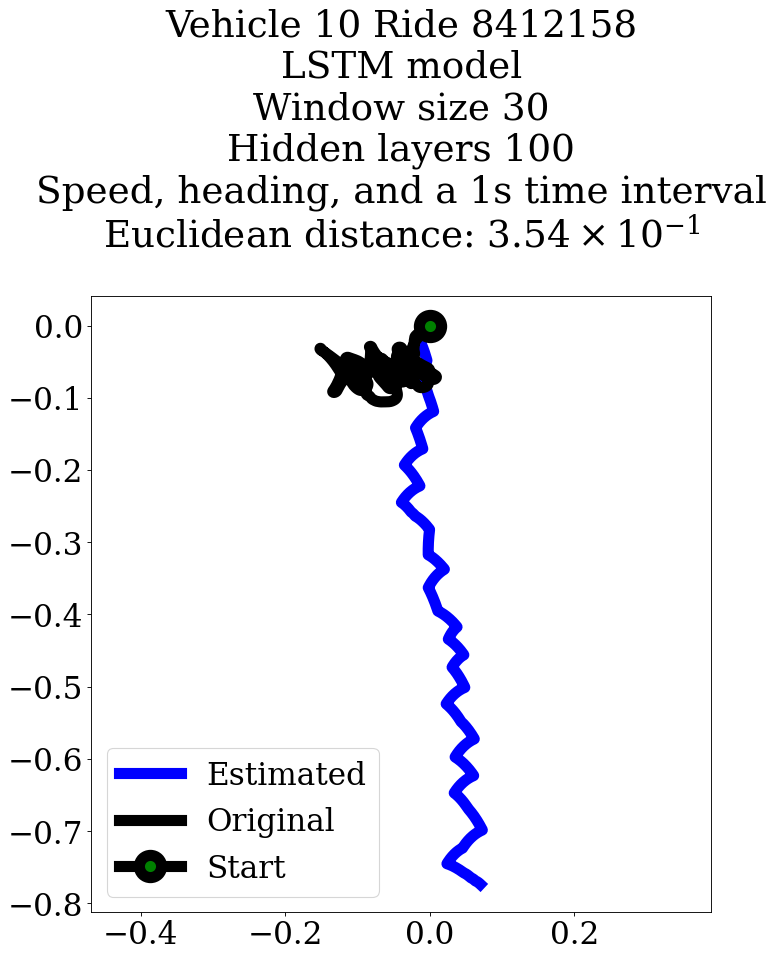 Vehicle 10 Ride 8412158
LSTM model
Window size 30
Hidden layers 100
Speed, heading, and a 1s time interval
Euclidean distance: 3.54 × 10⁻¹
0.0
−0.1
−0.2
−0.3
−0.4
−0.5
−0.6
−0.7
−0.8
Estimated
Original
Start
−0.4 −0.2 0.0 0.2